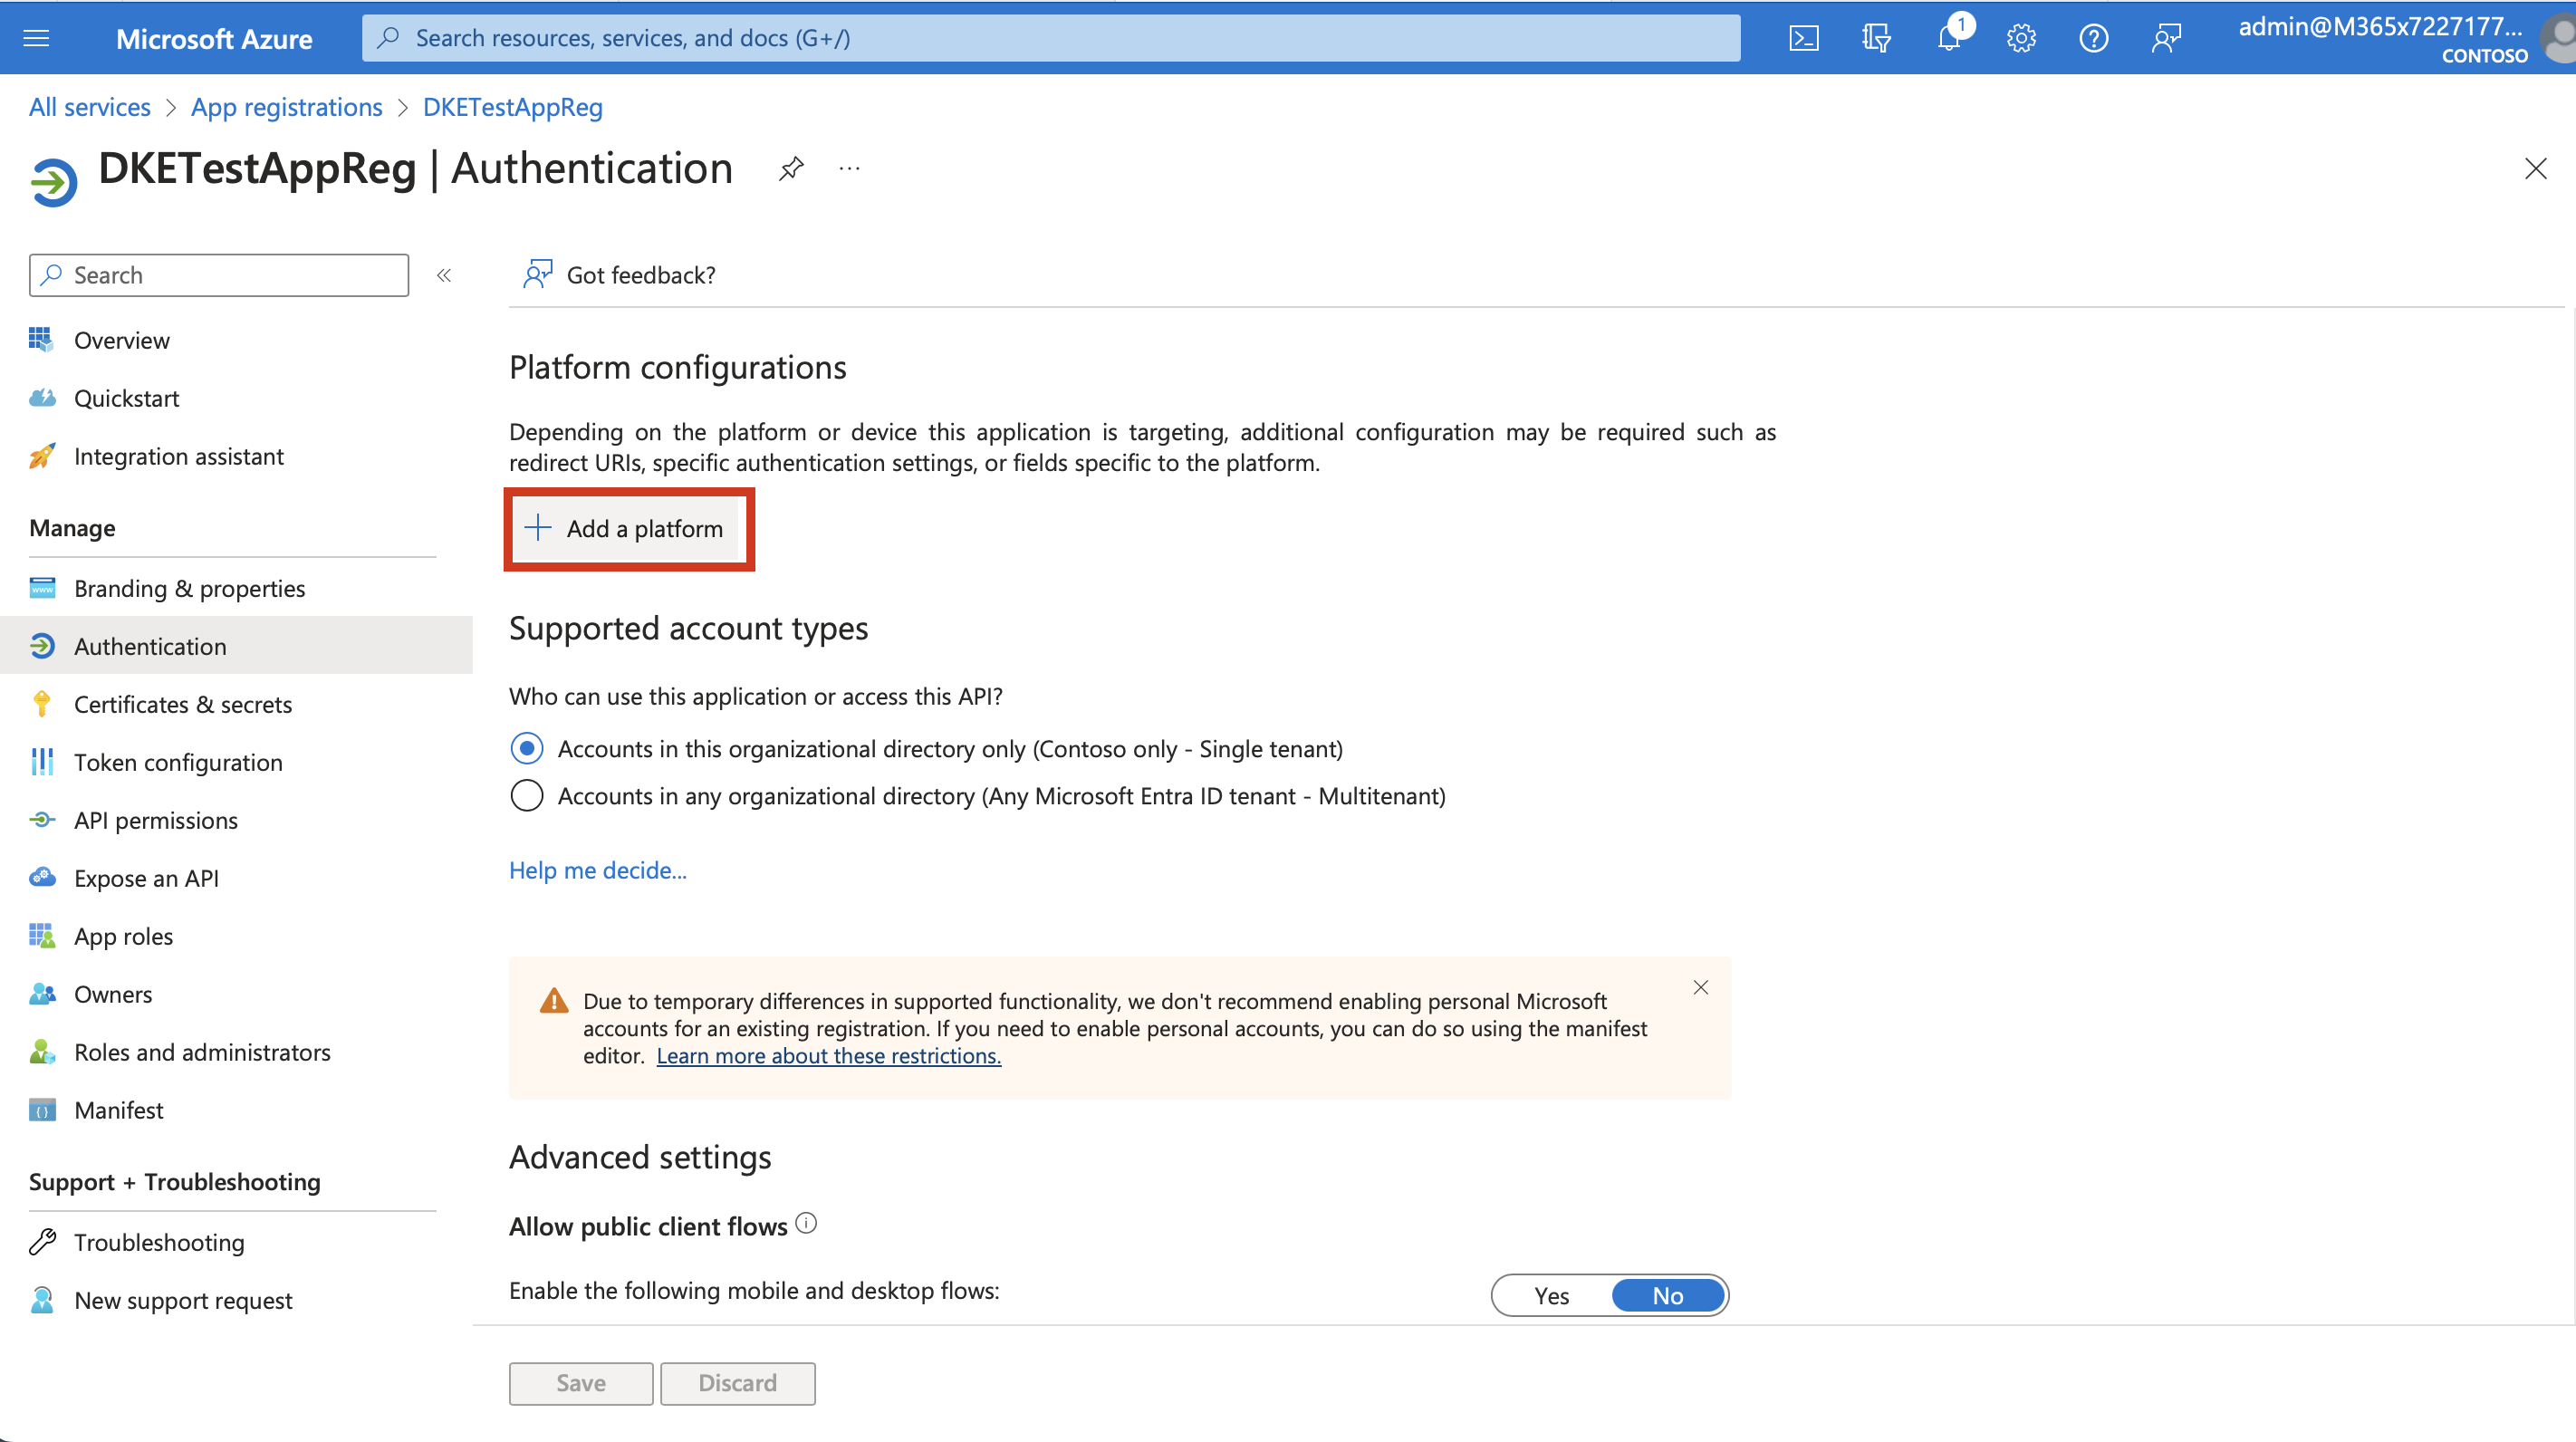 Microsoft Azure
Search resources, services, and docs (G+/)
1
admin@M365x7227177...
CONTOSO
All services > App registrations > DKETestAppReg
DKETestAppReg | Authentication
...
Search
«
Got feedback?
Overview
Quickstart
Integration assistant
Manage
Branding & properties
Authentication
Certificates & secrets
Token configuration
API permissions
Expose an API
App roles
Owners
Roles and administrators
Manifest
Support + Troubleshooting
Troubleshooting
New support request
Platform configurations
Depending on the platform or device this application is targeting, additional configuration may be required such as
redirect URIs, specific authentication settings, or fields specific to the platform.
Add a platform
Supported account types
Who can use this application or access this API?
Accounts in this organizational directory only (Contoso only - Single tenant)
Accounts in any organizational directory (Any Microsoft Entra ID tenant - Multitenant)
Help me decide...
Due to temporary differences in supported functionality, we don't recommend enabling personal Microsoft
accounts for an existing registration. If you need to enable personal accounts, you can do so using the manifest
editor. Learn more about these restrictions.
Advanced settings
Allow public client flows
Enable the following mobile and desktop flows:
Yes No
Save Discard